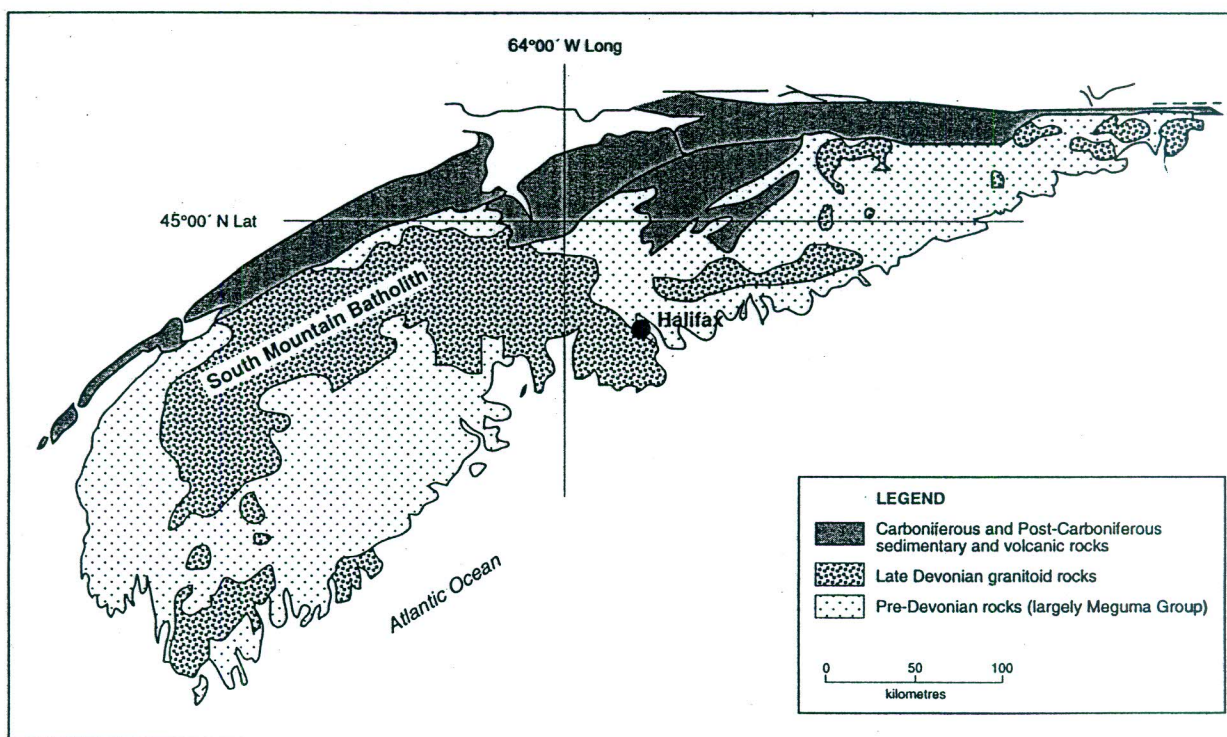 64°00´ W Long
45°00´ N Lat
South Mountain Batholith
Halifax
Atlantic Ocean
LEGEND
Carboniferous and Post-Carboniferous
sedimentary and volcanic rocks
Late Devonian granitoid rocks
Pre-Devonian rocks (largely Meguma Group)
0 50 100
kilometres